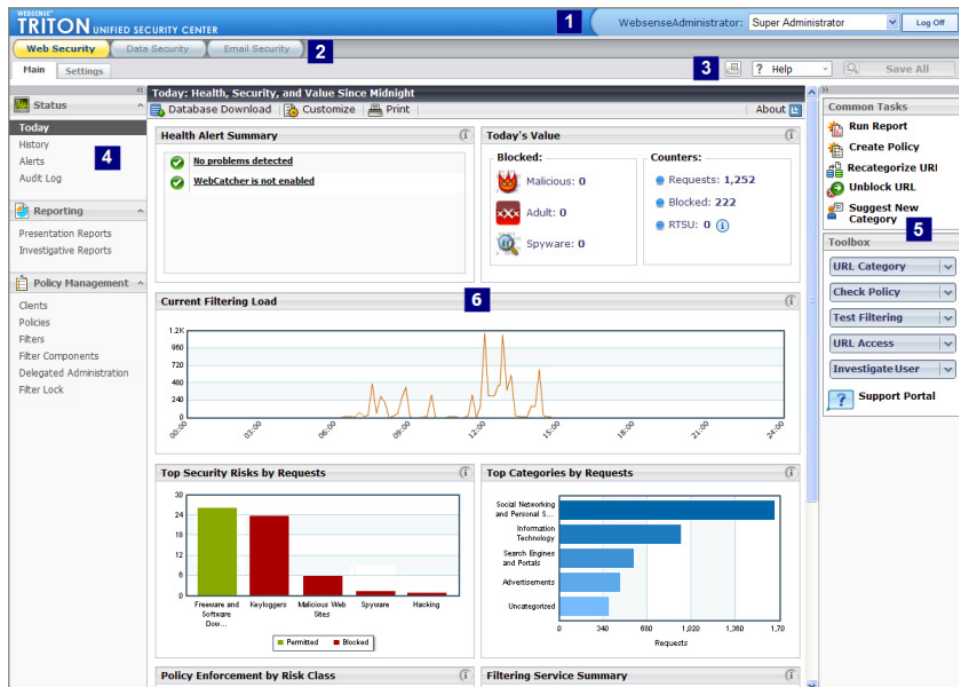 WEBSENSE®
TRITON UNIFIED SECURITY CENTER
1
WebsenseAdministrator: Super Administrator
Log Off
Web Security
Data Security
Email Security
2
Main
Settings
3
? Help
Save All
Status
Today
History
Alerts
Audit Log
4
Reporting
Presentation Reports
Investigative Reports
Policy Management
Clients
Policies
Filters
Filter Components
Delegated Administration
Filter Lock
Today: Health, Security, and Value Since Midnight
Database Download
Customize
Print
About
Health Alert Summary
No problems detected
WebCatcher is not enabled
Today's Value
Blocked:
Malicious: 0
xXx
Adult: 0
Spyware: 0
Counters:
Requests: 1,252
Blocked: 222
RTSU: 0
Current Filtering Load
6
1.2K
960
720
480
240
0
00:00
03:00
06:00
09:00
12:00
15:00
18:00
21:00
24:00
Top Security Risks by Requests
30
24
18
12
6
0
Freeware and
Software
Dow...
Keyloggers
Malicious Web
Sites
Spyware
Hacking
Permitted
Blocked
Top Categories by Requests
Social Networking
and Personal S...
Information
Technology
Search Engines
and Portals
Advertisements
Uncategorized
0
340
680
1,020
1,360
1,70
Requests
Policy Enforcement by Risk Class
Filtering Service Summary
Common Tasks
Run Report
Create Policy
Recategorize URL
Unblock URL
Suggest New
Category
5
Toolbox
URL Category
Check Policy
Test Filtering
URL Access
Investigate User
? Support Portal